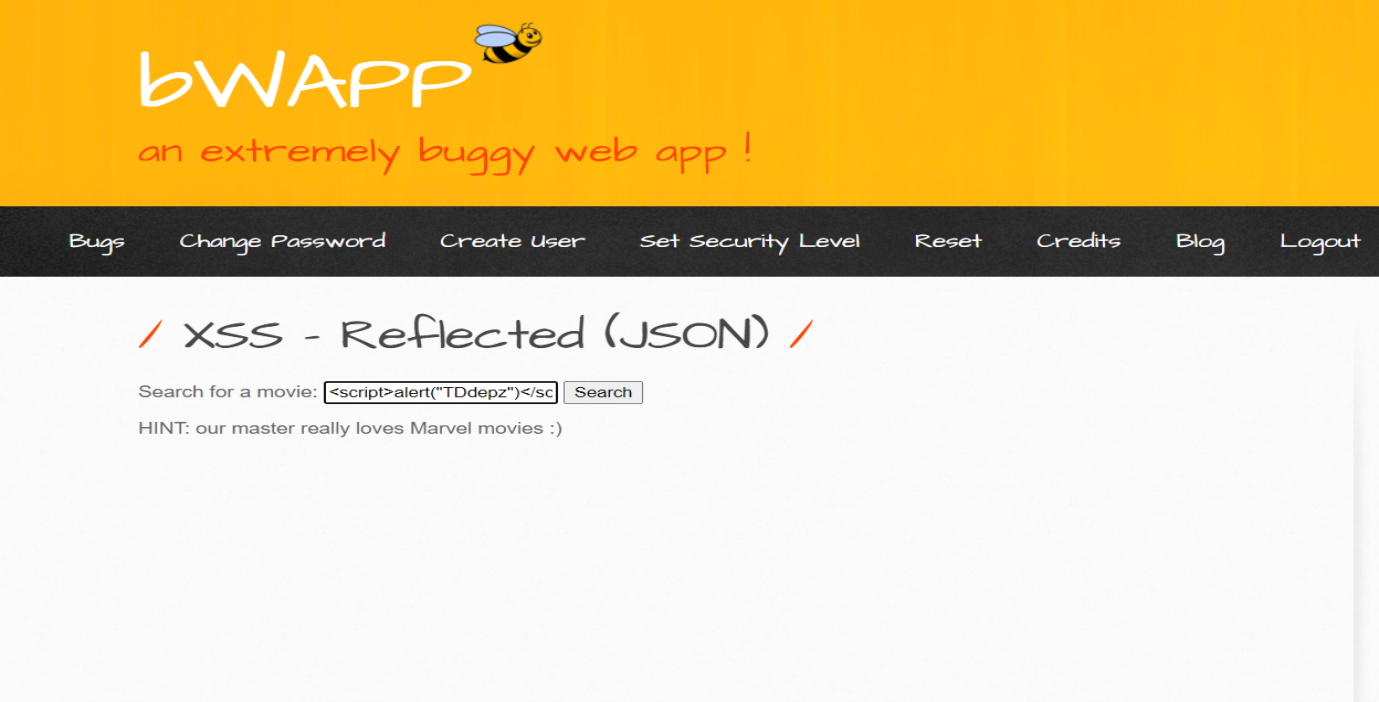 bWAPP
an extremely buggy web app !
Bugs Change Password Create User Set Security Level Reset Credits Blog Logout
/ XSS - Reflected (JSON) /
Search for a movie: <script>alert("TDdepz")</sc Search
HINT: our master really loves Marvel movies :)